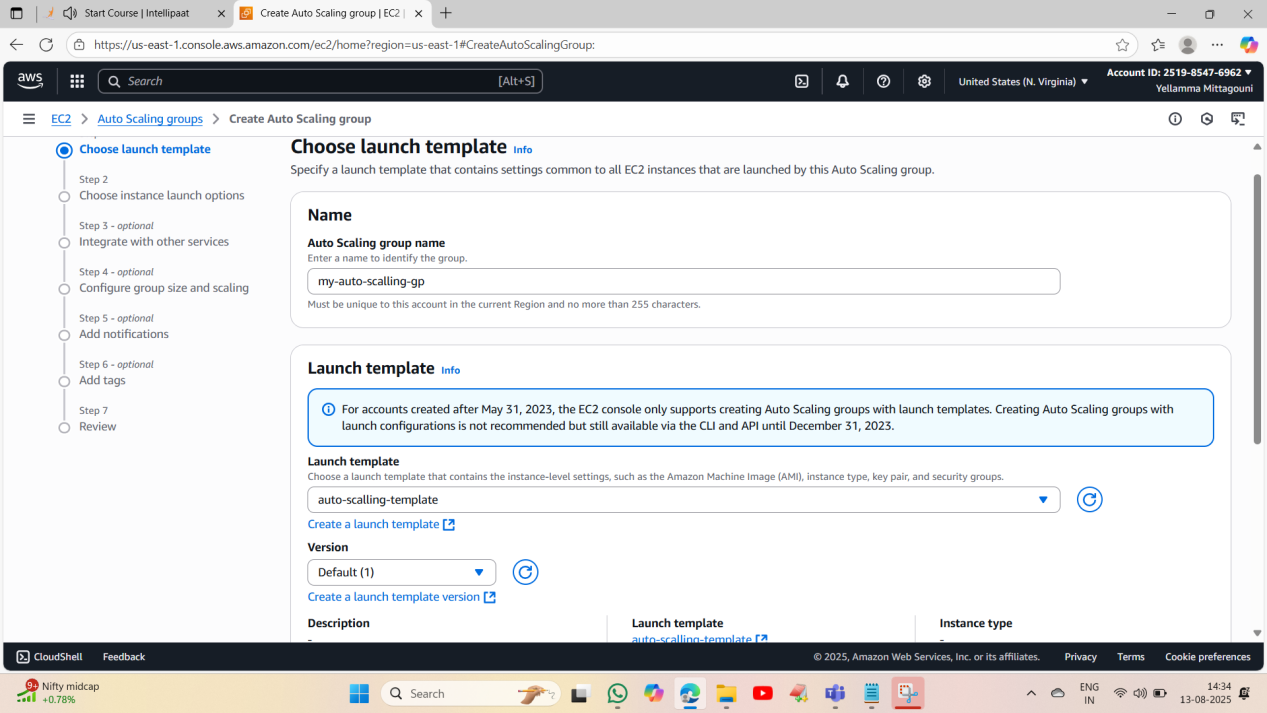 Start Course | Intellipaat
Create Auto Scaling group | EC2 |
https://us-east-1.console.aws.amazon.com/ec2/home?region=us-east-1#CreateAutoScalingGroup:
aws
Search [Alt+S]
United States (N. Virginia)
Account ID: 2519-8547-6962
Yellamma Mittagouni
EC2 > Auto Scaling groups > Create Auto Scaling group
Choose launch template
Step 2
Choose instance launch options
Step 3 - optional
Integrate with other services
Step 4 - optional
Configure group size and scaling
Step 5 - optional
Add notifications
Step 6 - optional
Add tags
Step 7
Review
Choose launch template Info
Specify a launch template that contains settings common to all EC2 instances that are launched by this Auto Scaling group.
Name
Auto Scaling group name
Enter a name to identify the group.
my-auto-scalling-gp
Must be unique to this account in the current Region and no more than 255 characters.
Launch template Info
For accounts created after May 31, 2023, the EC2 console only supports creating Auto Scaling groups with launch templates. Creating Auto Scaling groups with
launch configurations is not recommended but still available via the CLI and API until December 31, 2023.
Launch template
Choose a launch template that contains the instance-level settings, such as the Amazon Machine Image (AMI), instance type, key pair, and security groups.
auto-scalling-template
Create a launch template
Version
Default (1)
Create a launch template version
Description
-
Launch template
auto-scalling-template
Instance type
-
CloudShell Feedback
© 2025, Amazon Web Services, Inc. or its affiliates. Privacy Terms Cookie preferences
9+
Nifty midcap
+0.78%
Search
ENG
IN
14:34
13-08-2025